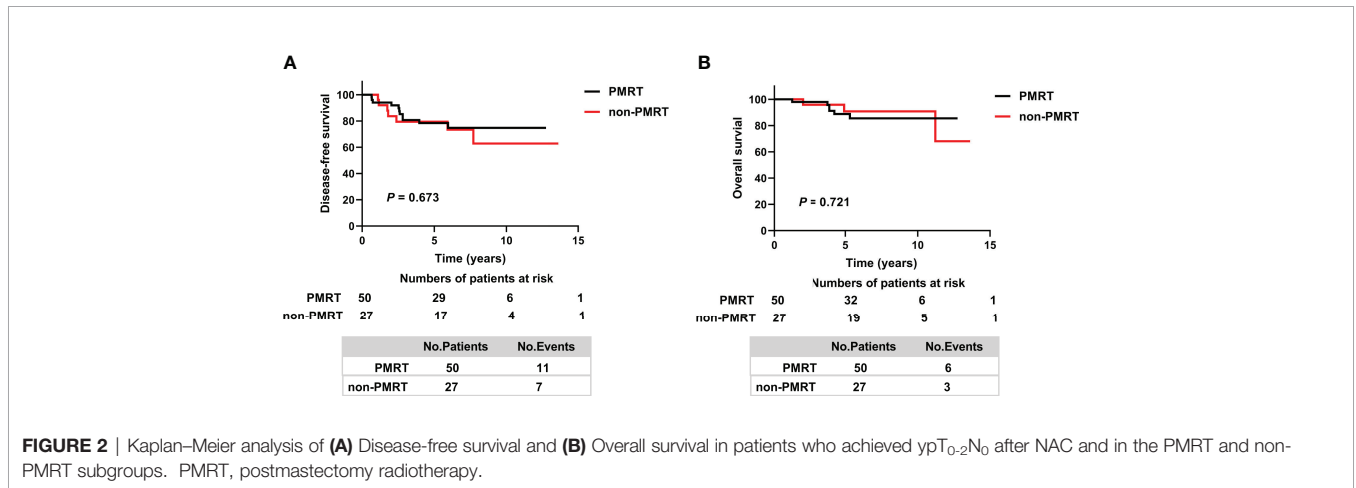 A
B
Disease-free survival
100
80
60
40
20
0
0 5 10 15
Time (years)
P = 0.673
PMRT
non-PMRT
Numbers of patients at risk
PMRT 50 29 6 1
non-PMRT 27 17 4 1
No.Patients No.Events
PMRT 50 11
non-PMRT 27 7
Overall survial
100
80
60
40
20
0
0 5 10 15
Time (years)
P = 0.721
PMRT
non-PMRT
Numbers of patients at risk
PMRT 50 32 6 1
non-PMRT 27 19 5 1
No.Patients No.Events
PMRT 50 6
non-PMRT 27 3
FIGURE 2 | Kaplan–Meier analysis of (A) Disease-free survival and (B) Overall survival in patients who achieved ypT0-2N0 after NAC and in the PMRT and non-
PMRT subgroups. PMRT, postmastectomy radiotherapy.